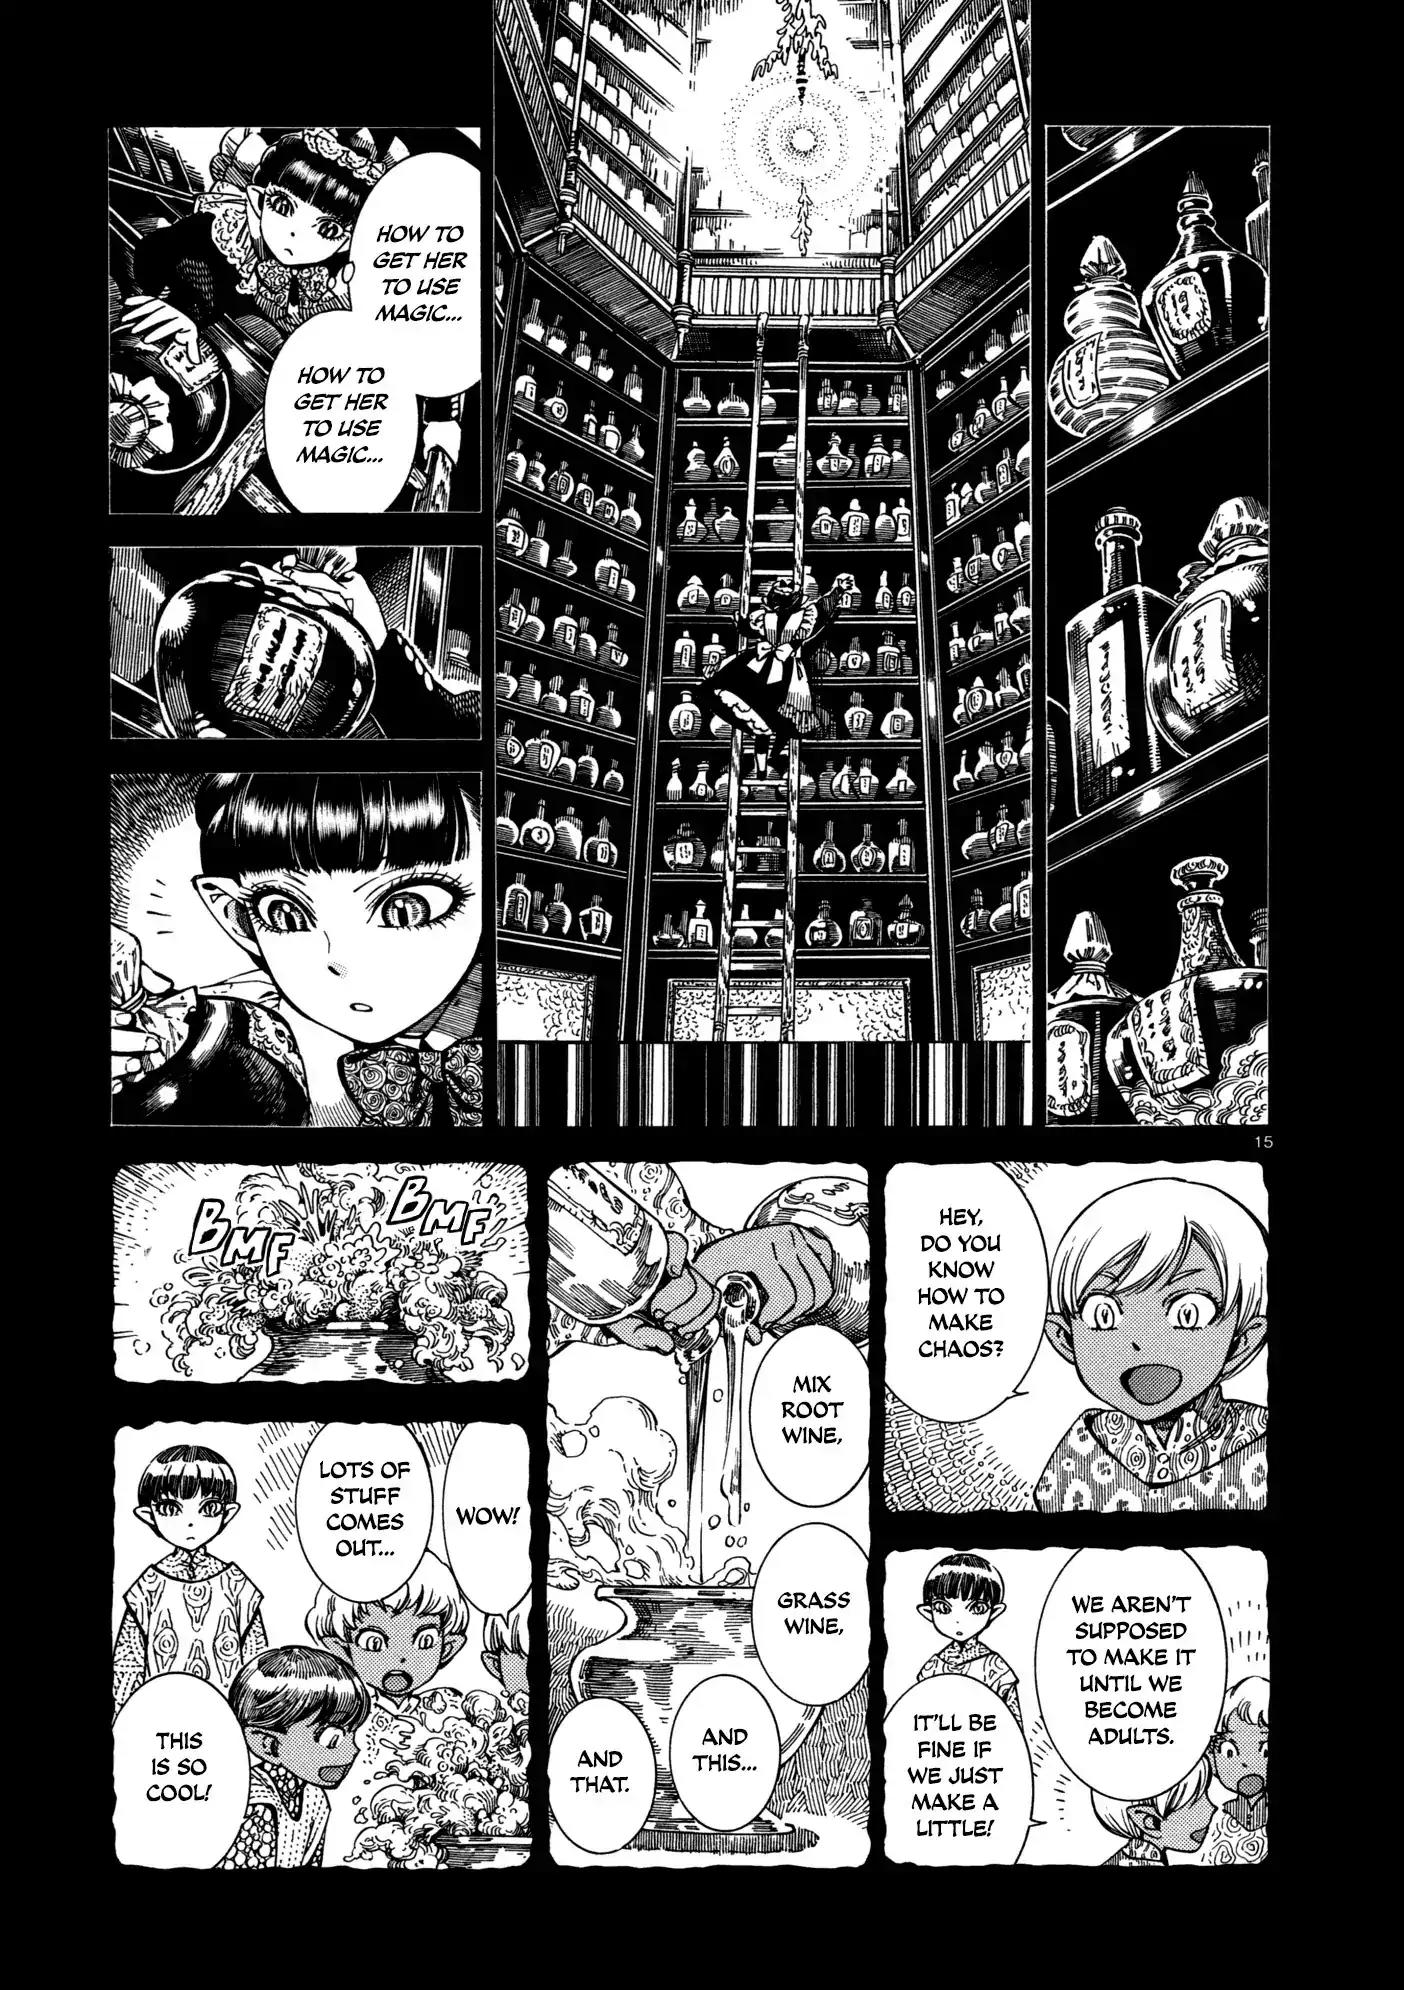 HOW TO
GET HER
TO USE
MAGIC...
HOW TO
GET HER
TO USE
MAGIC...
15
HEY,
DO YOU
KNOW
HOW TO
MAKE
CHAOS?
WE AREN'T
SUPPOSED
TO MAKE IT
UNTIL WE
BECOME
ADULTS.
IT'LL BE
FINE IF
WE JUST
MAKE A
LITTLE!
MIX
ROOT
WINE,
GRASS
WINE,
AND
THIS...
AND
THAT.
BMF
BMF
WOW!
LOTS OF
STUFF
COMES
OUT...
THIS
IS SO
COOL!